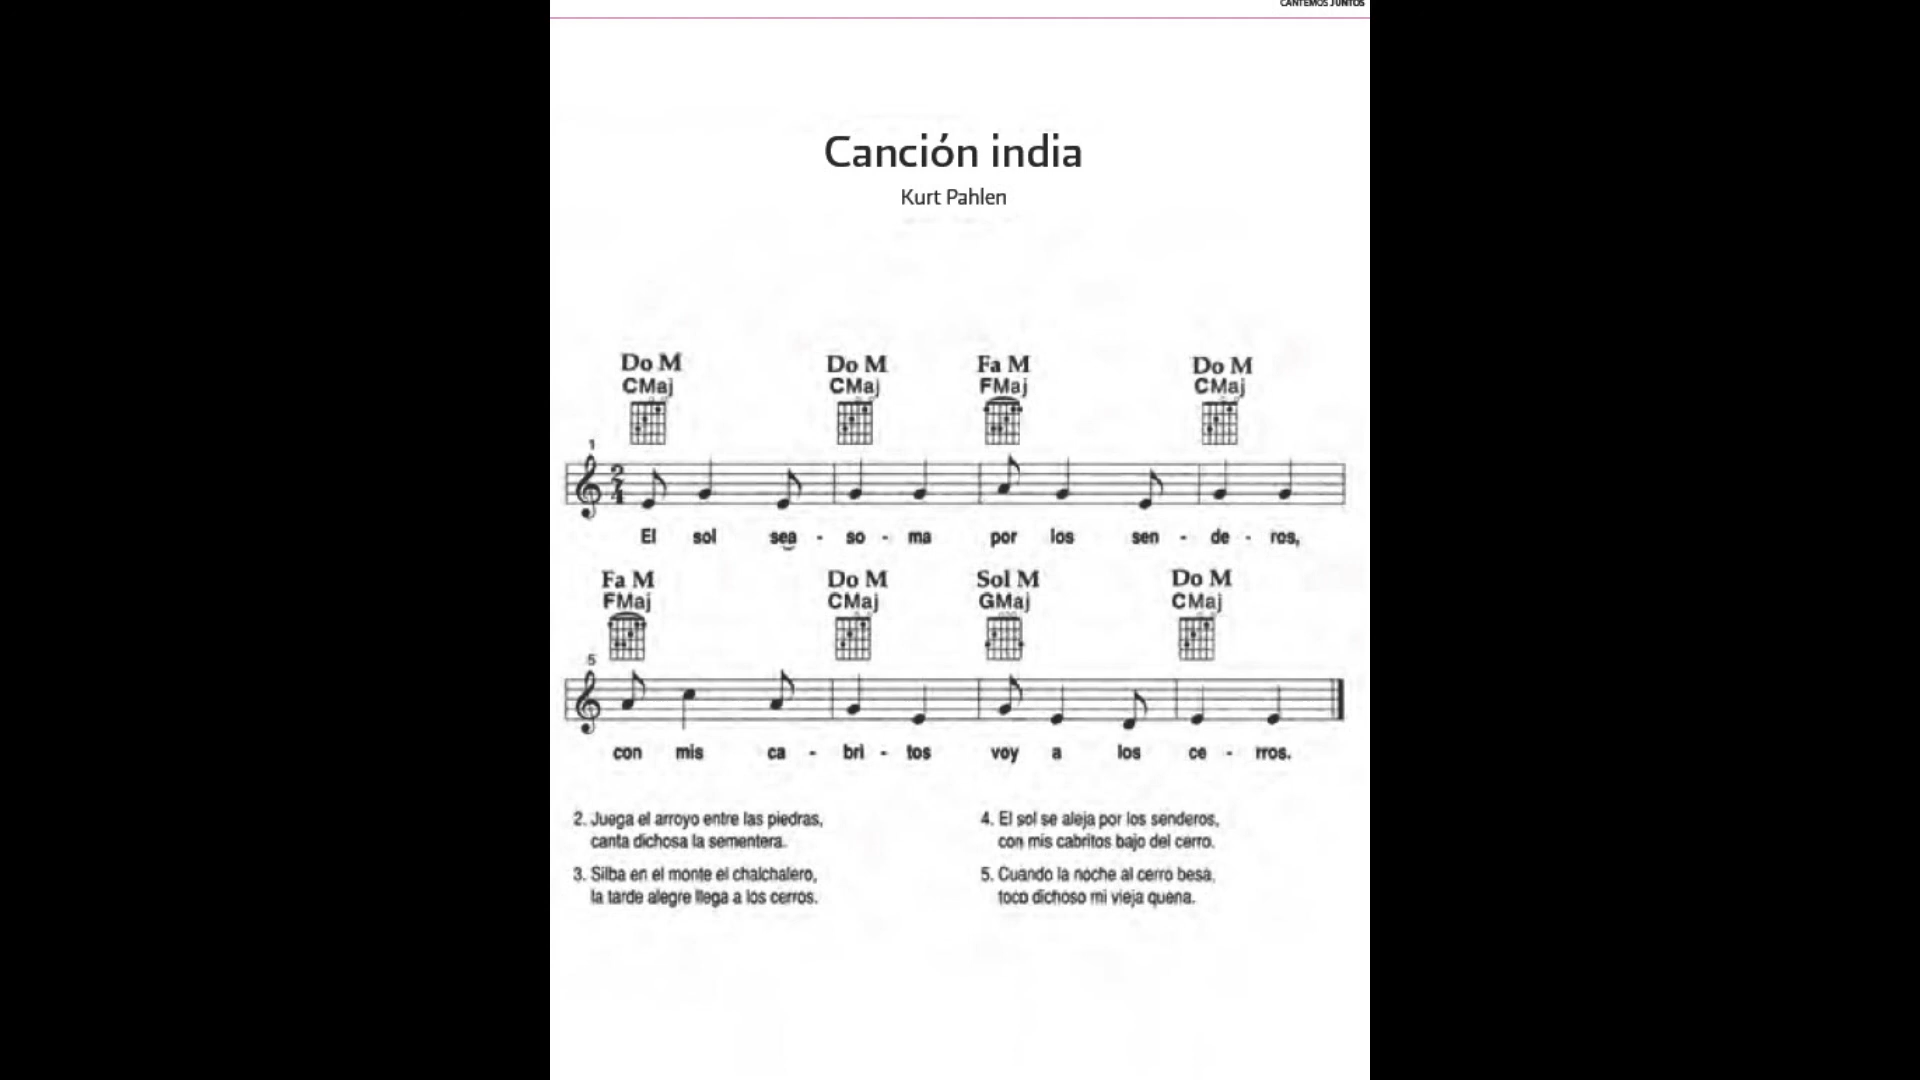 CANTEMOS JUNTOS
Canción india
Kurt Pahlen
Do M Do M Fa M Do M
CMaj CMaj FMaj CMaj
1
2
4
El sol sea - so - ma por los sen - de - ros,
Fa M Do M Sol M Do M
FMaj CMaj GMaj CMaj
5
con mis ca - bri - tos voy a los ce - rros.
2. Juega el arroyo entre las piedras,
canta dichosa la sementera.
3. Silba en el monte el chalchalero,
la tarde alegre llega a los cerros.
4. El sol se aleja por los senderos,
con mis cabritos bajo del cerro.
5. Cuando la noche al cerro besa,
toco dichoso mi vieja quena.